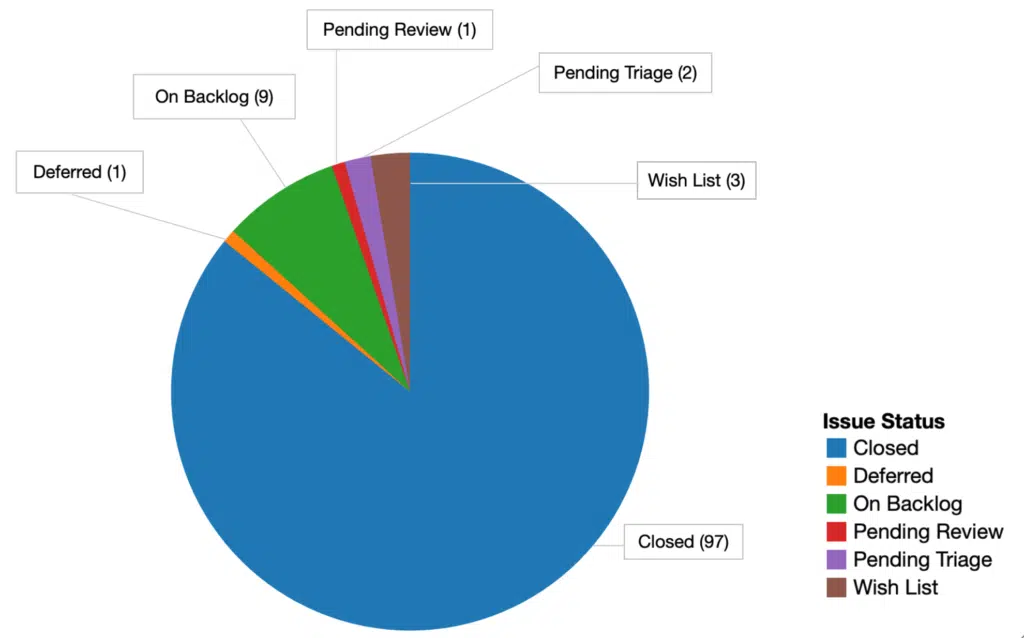 Pending Review (1)
Pending Triage (2)
On Backlog (9)
Deferred (1)
Wish List (3)
Closed (97)
Issue Status
Closed
Deferred
On Backlog
Pending Review
Pending Triage
Wish List